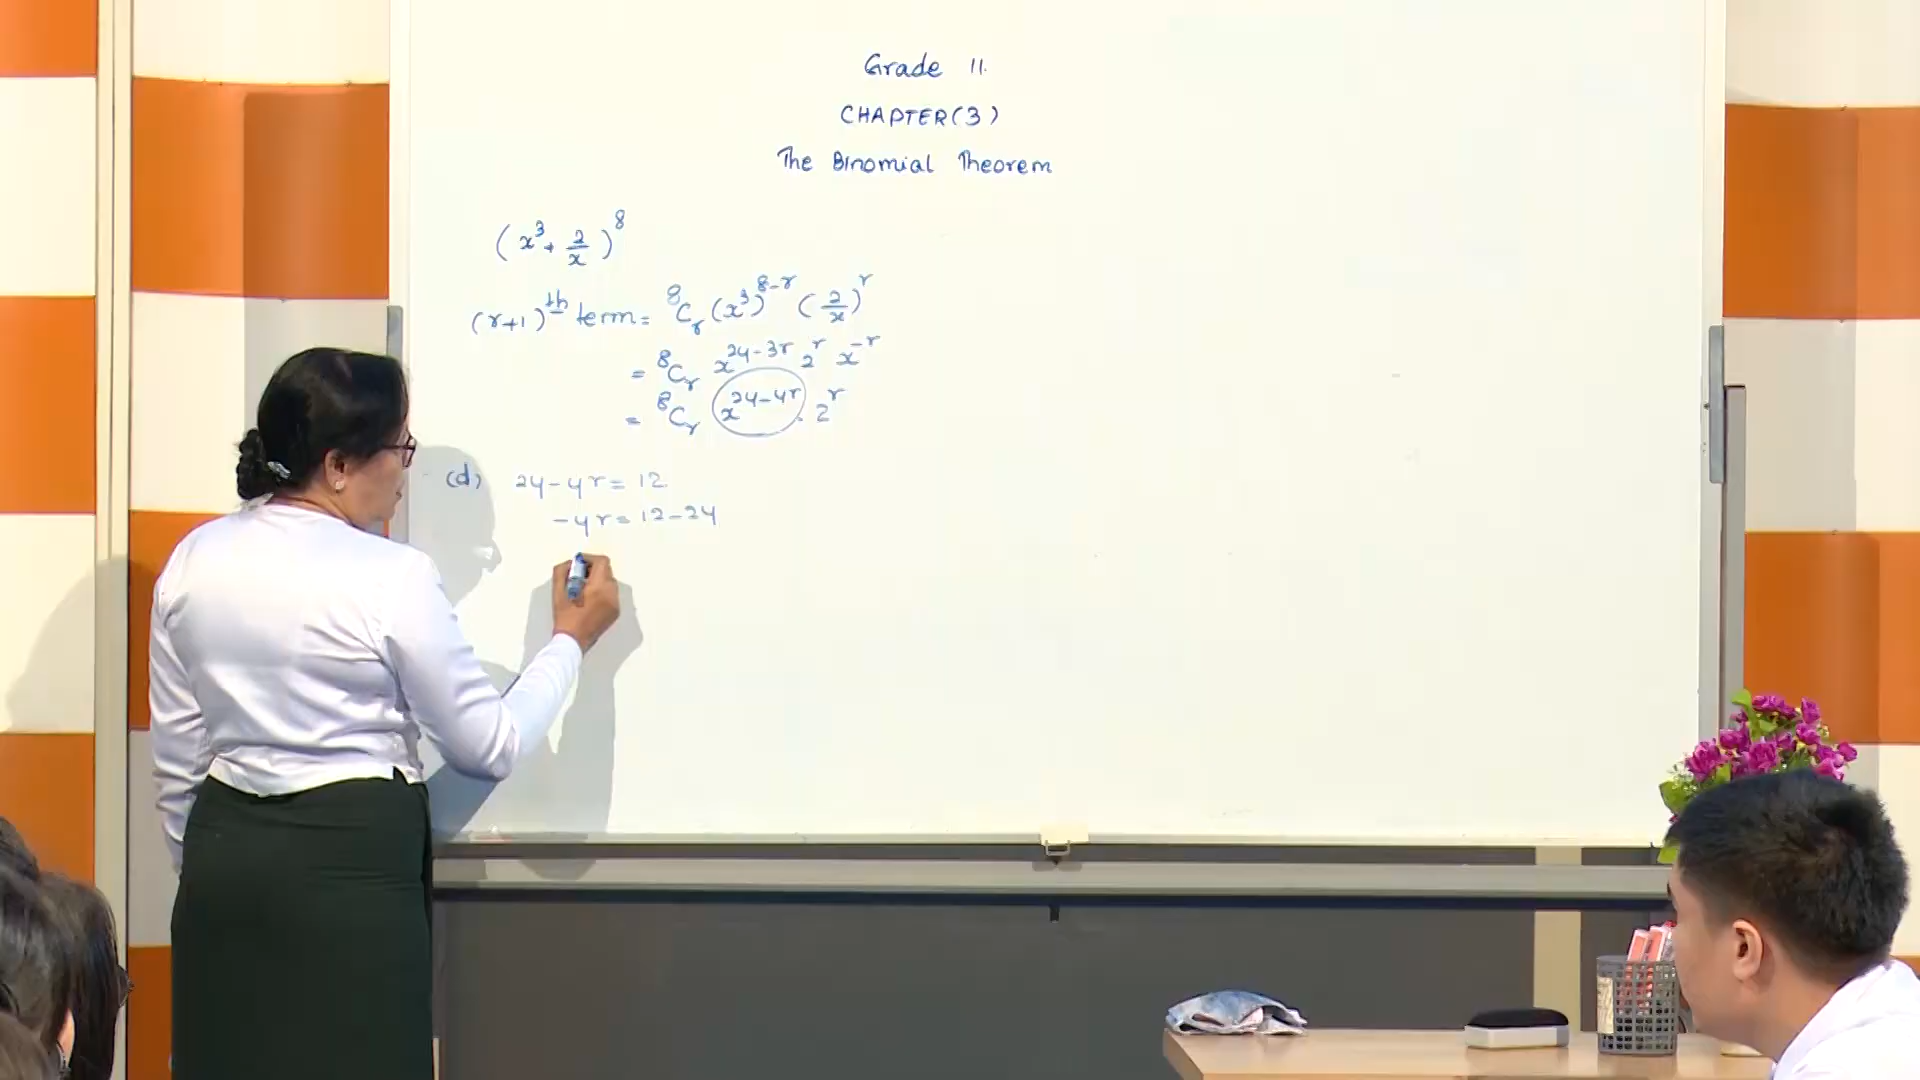 Grade 11.
CHAPTER(3)
The Binomial Theorem
(x³ + 2/x)⁸
(r+1)ᵗʰ term = ⁸Cᵣ (x³)⁸⁻ʳ (2/x)ʳ
= ⁸Cᵣ x²⁴⁻³ʳ 2ʳ x⁻ʳ
= ⁸Cᵣ x²⁴⁻⁴ʳ . 2ʳ
(d) 24-4r = 12
-4r = 12-24